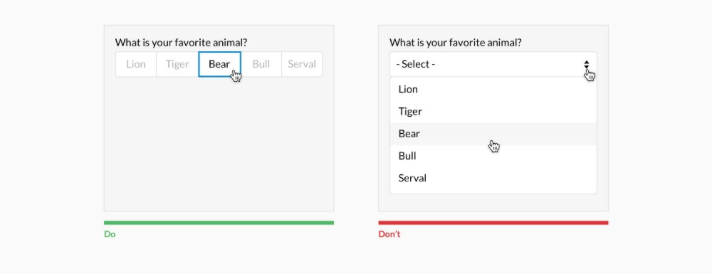 What is your favorite animal?
Lion Tiger Bear Bull Serval
Do
What is your favorite animal?
- Select -
Lion
Tiger
Bear
Bull
Serval
Don't